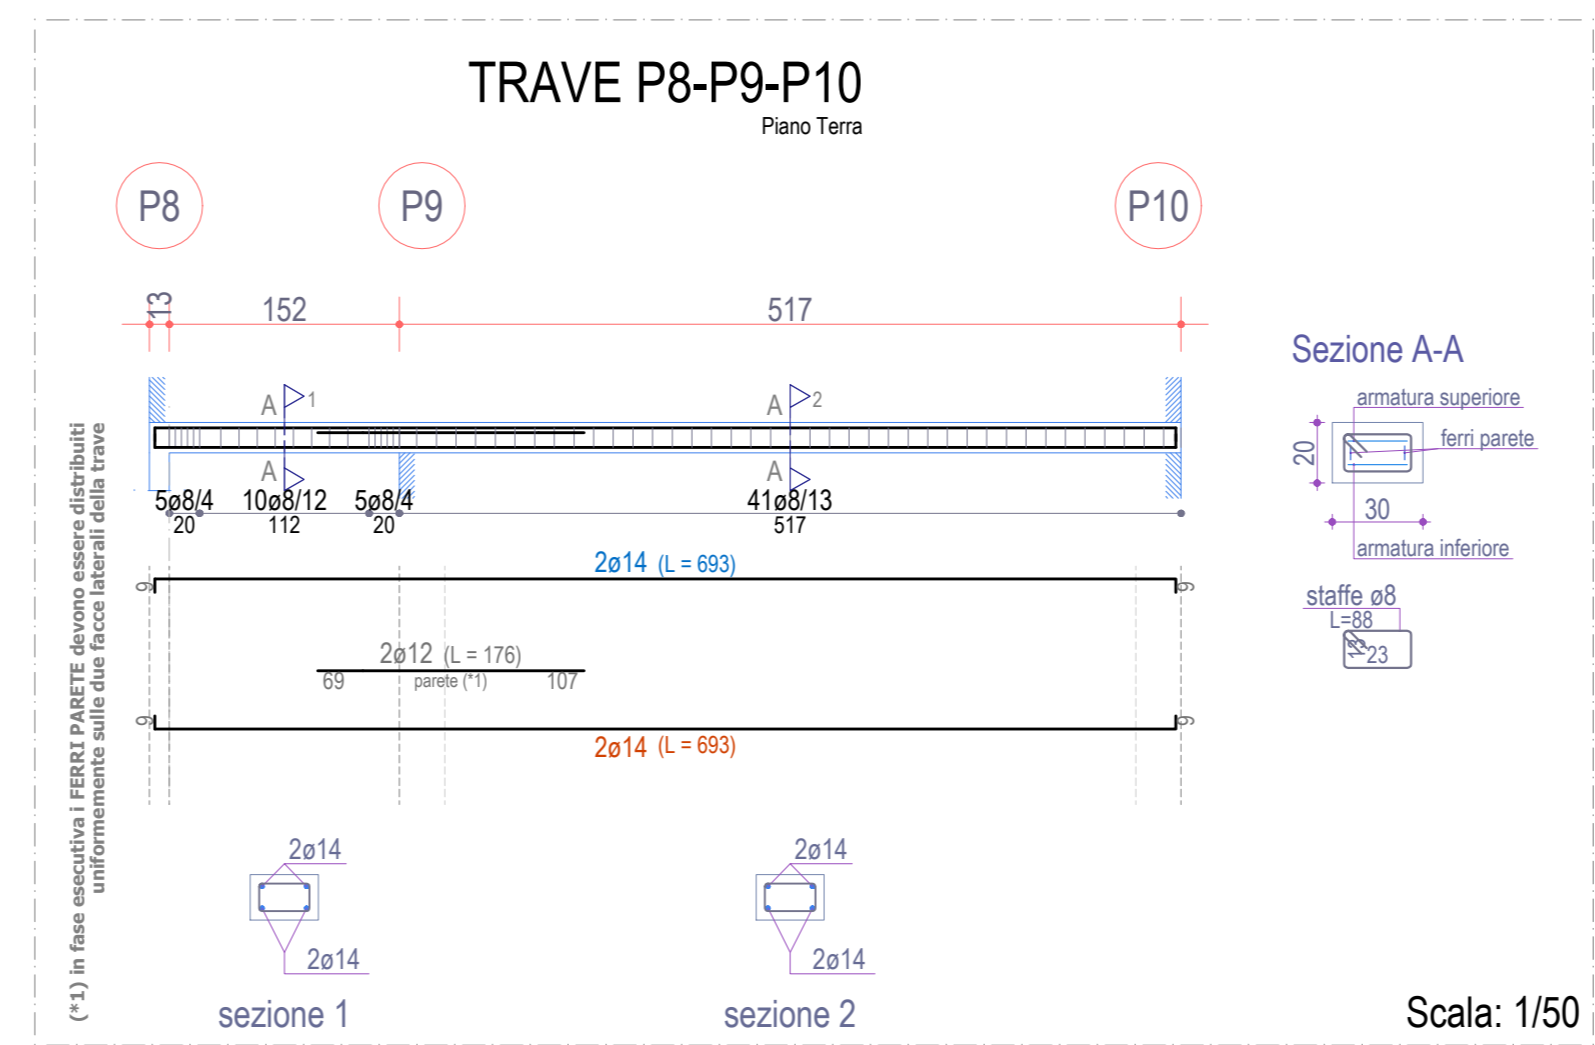 TRAVE P8-P9-P10
Piano Terra
P8
P9
P10
13
152
517
A
1
A
2
A
A
5ø8/4
10ø8/12
5ø8/4
41ø8/13
20
112
20
517
2ø14 (L = 693)
9
9
2ø12 (L = 176)
69
parete (*1)
107
9
9
2ø14 (L = 693)
2ø14
2ø14
sezione 1
2ø14
2ø14
sezione 2
Sezione A-A
armatura superiore
ferri parete
20
30
armatura inferiore
staffe ø8
L=88
13
23
(*1) in fase esecutiva i FERRI PARETE devono essere distribuiti
uniformemente sulle due facce laterali della trave
Scala: 1/50